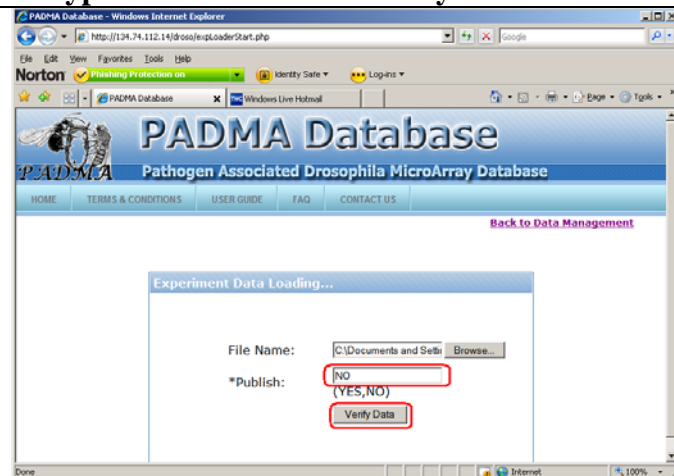 PADMA Database - Windows Internet Explorer
http://134.74.112.14/droso/expLoaderStart.php
Google
File Edit View Favorites Tools Help
Norton Phishing Protection on Identity Safe Log-ins
PADMA Database Windows Live Hotmail Page Tools
PADMA Database
PADMA
Pathogen Associated Drosophila MicroArray Database
HOME TERMS & CONDITIONS USER GUIDE FAQ CONTACT US
Back to Data Management
Experiment Data Loading...
File Name: C:\Documents and Settin Browse...
*Publish: NO
(YES,NO)
Verify Data
Done Internet 100%